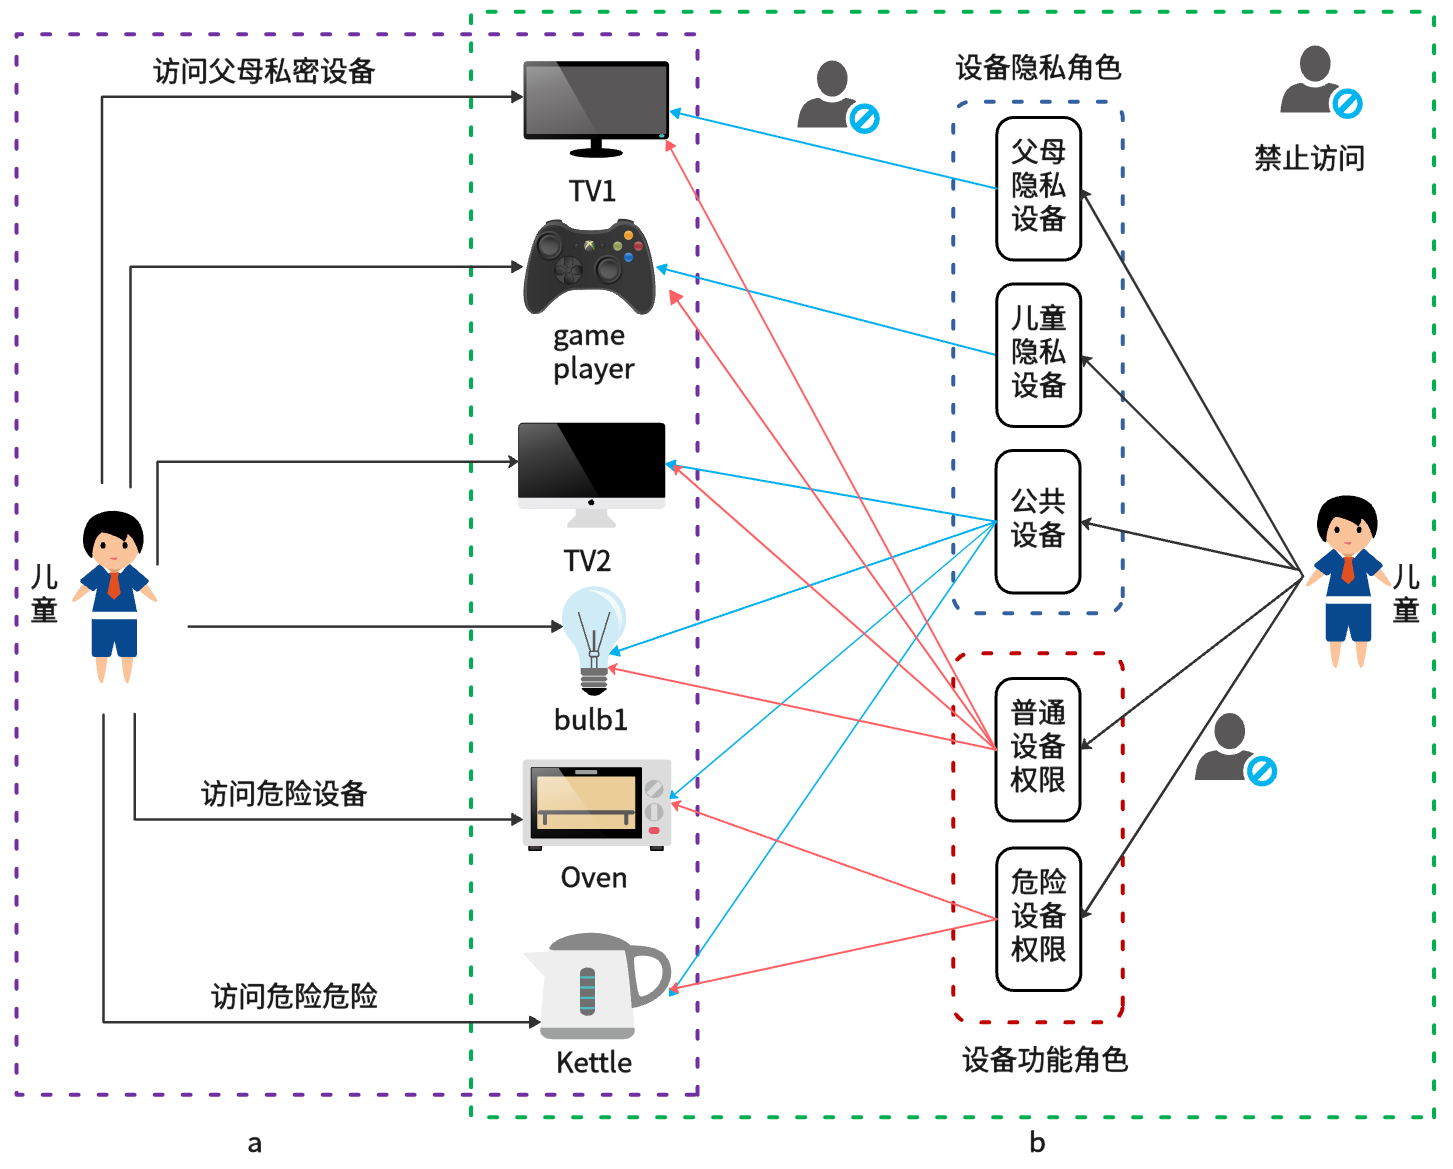 访问父母私密设备
TV1
game
player
TV2
儿
童
bulb1
访问危险设备
Oven
访问危险危险
Kettle
a
设备隐私角色
父母
隐私
设备
儿童
隐私
设备
公共
设备
普通
设备
权限
危险
设备
权限
设备功能角色
禁止访问
儿
童
b